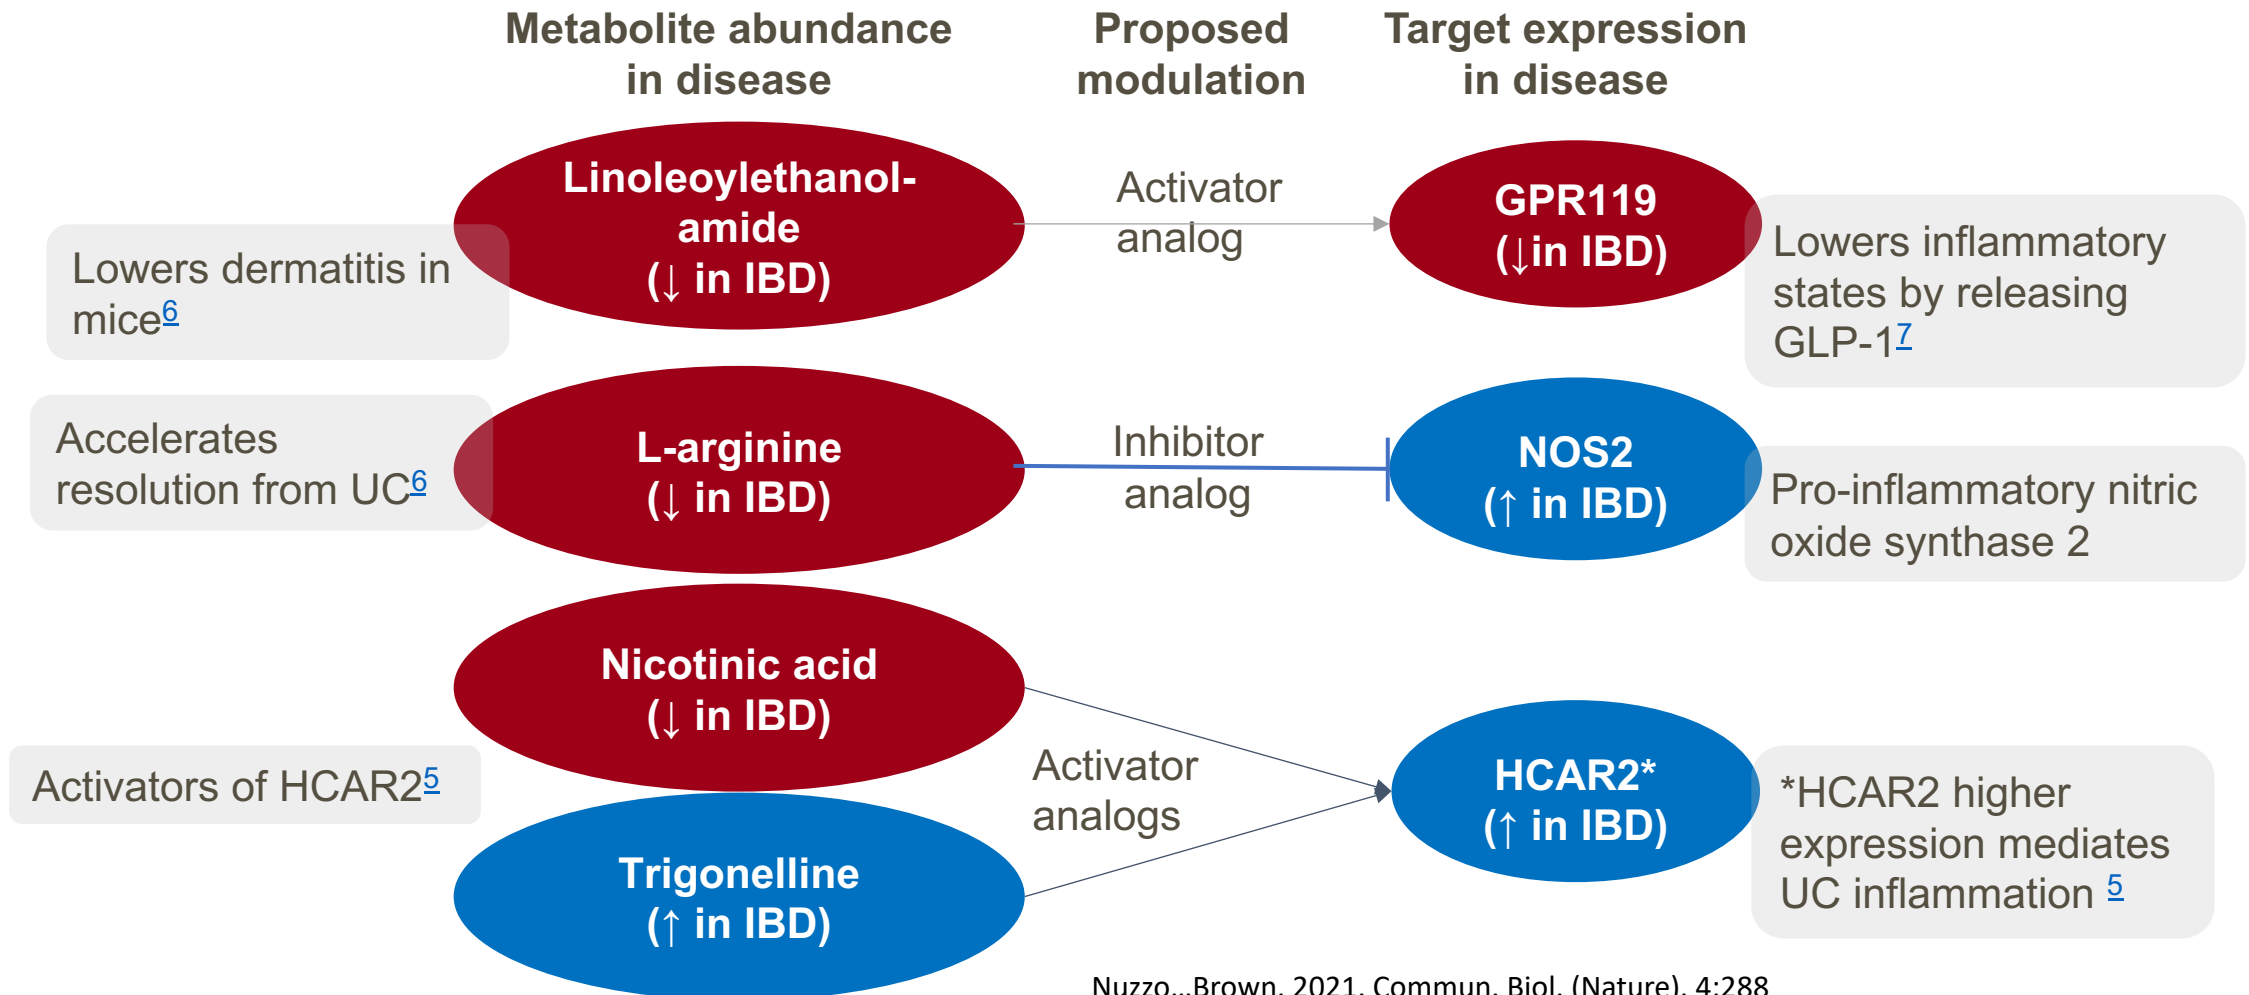 Metabolite abundance
in disease
Proposed
modulation
Target expression
in disease
Linoleoylethanol-
amide
(↓ in IBD)
Activator
analog
GPR119
(↓in IBD)
Lowers dermatitis in
mice6
Lowers inflammatory
states by releasing
GLP-17
Accelerates
resolution from UC6
L-arginine
(↓ in IBD)
Inhibitor
analog
NOS2
(↑ in IBD)
Pro-inflammatory nitric
oxide synthase 2
Nicotinic acid
(↓ in IBD)
Activators of HCAR25
Trigonelline
(↑ in IBD)
Activator
analogs
HCAR2*
(↑ in IBD)
*HCAR2 higher
expression mediates
UC inflammation 5
Nuzzo…Brown. 2021. Commun. Biol. (Nature). 4:288